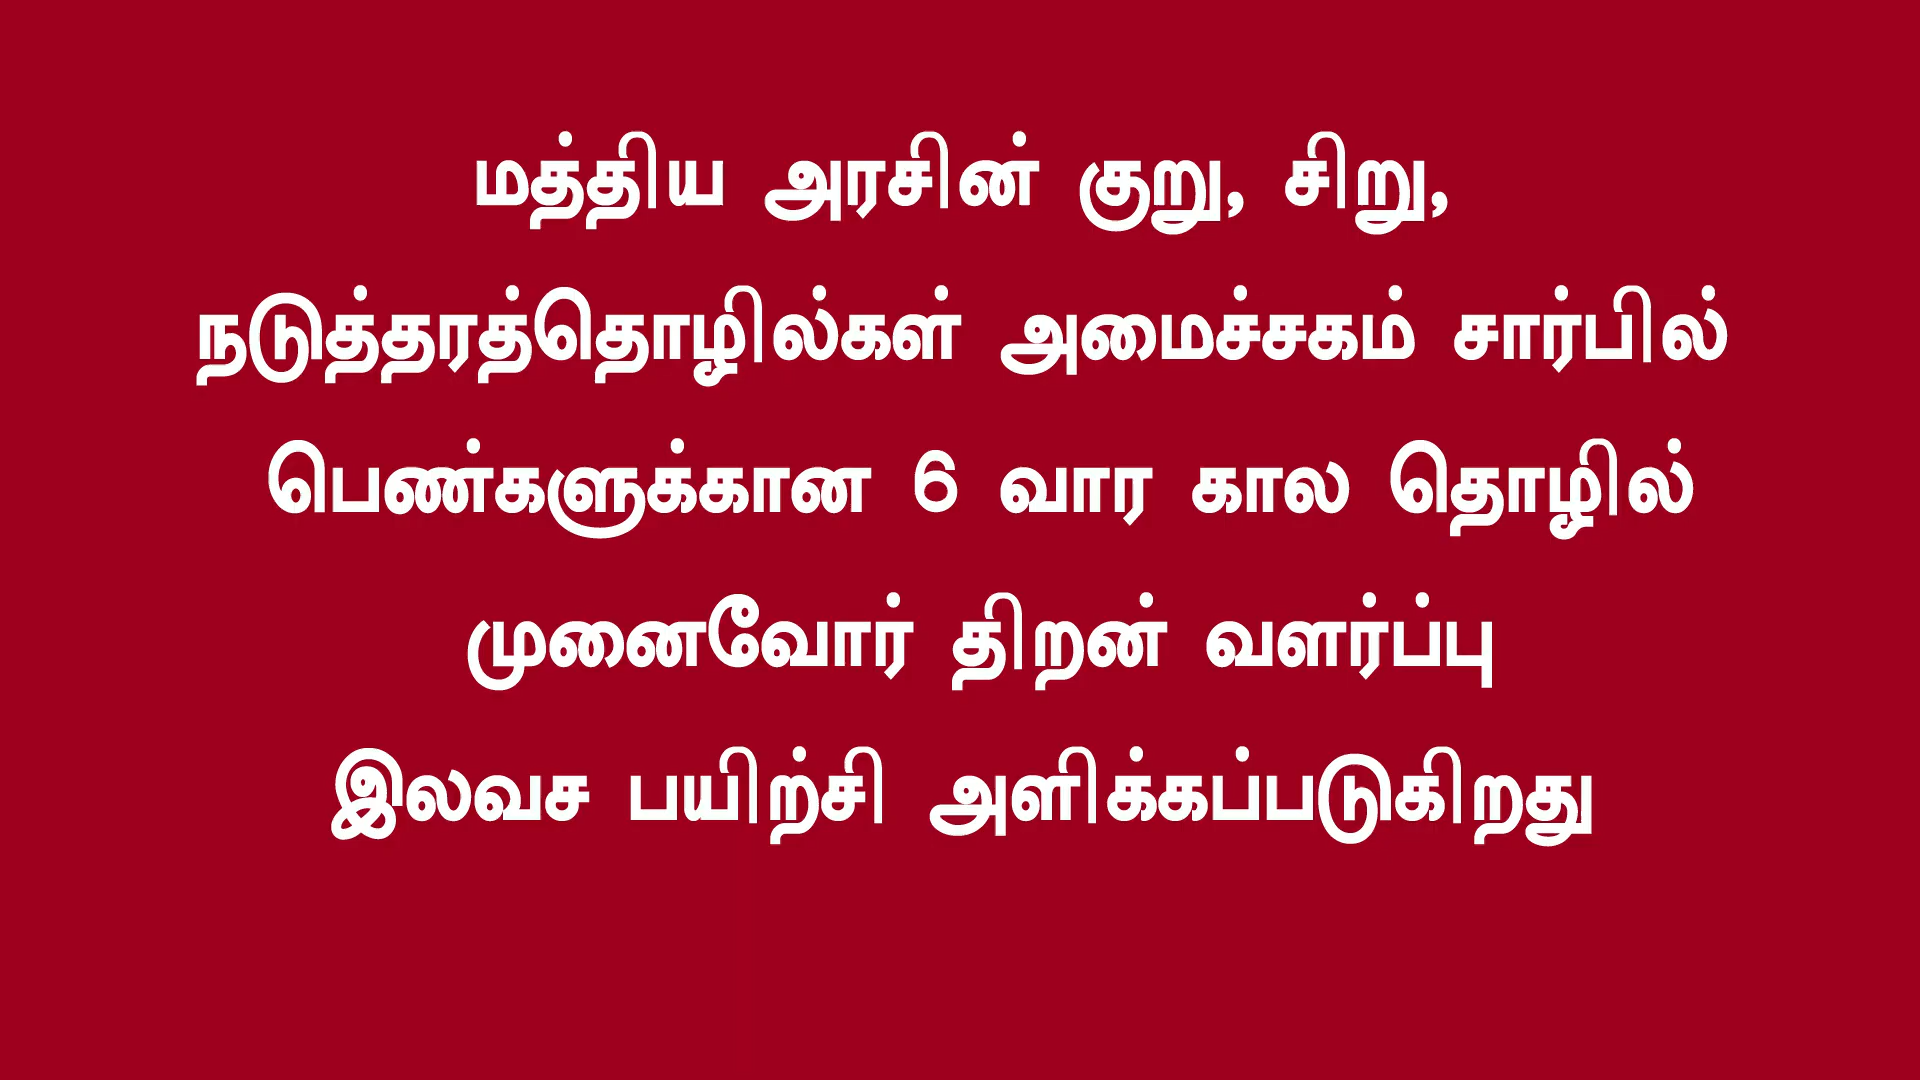 மத்திய அரசின் குறு, சிறு,
நடுத்தரத்தொழில்கள் அமைச்சகம் சார்பில்
பெண்களுக்கான 6 வார கால தொழில்
முனைவோர் திறன் வளர்ப்பு
இலவச பயிற்சி அளிக்கப்படுகிறது